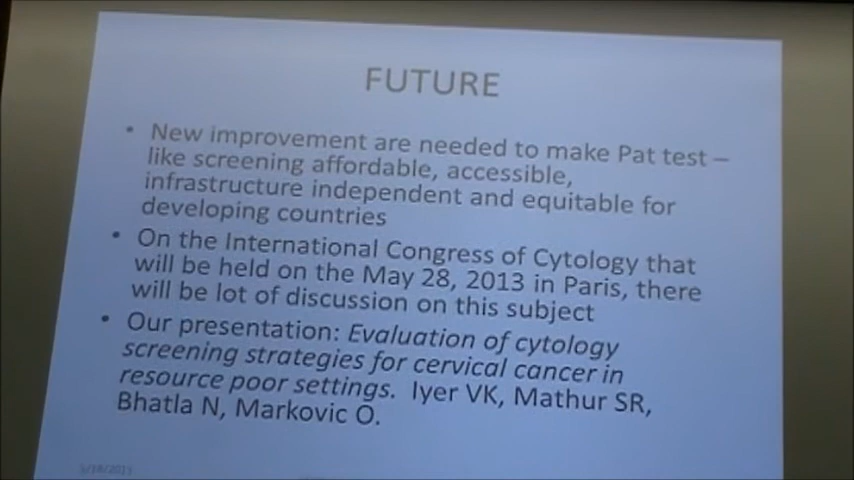 FUTURE
• New improvement are needed to make Pat test –
like screening affordable, accessible,
infrastructure independent and equitable for
developing countries
• On the International Congress of Cytology that
will be held on the May 28, 2013 in Paris, there
will be lot of discussion on this subject
• Our presentation: Evaluation of cytology
screening strategies for cervical cancer in
resource poor settings. Iyer VK, Mathur SR,
Bhatla N, Markovic O.